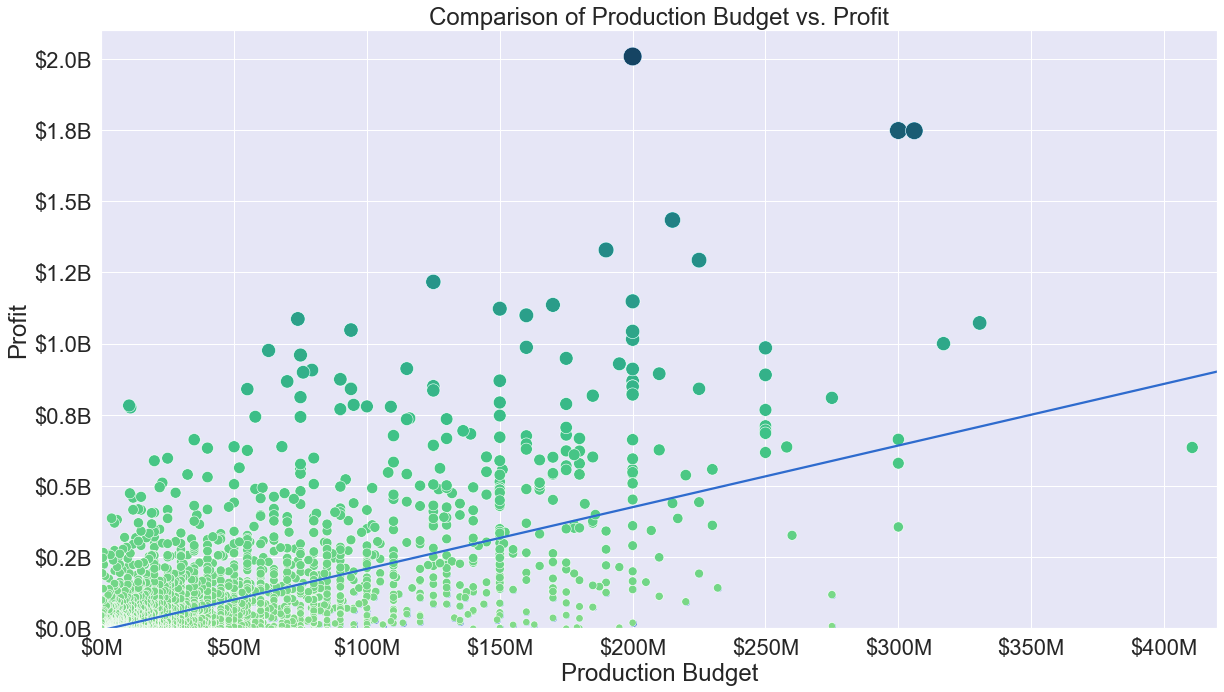 Comparison of Production Budget vs. Profit
$2.0B
$1.8B
$1.5B
$1.2B
$1.0B
$0.8B
$0.5B
$0.2B
$0.0B
Profit
$0M $50M $100M $150M $200M $250M $300M $350M $400M
Production Budget